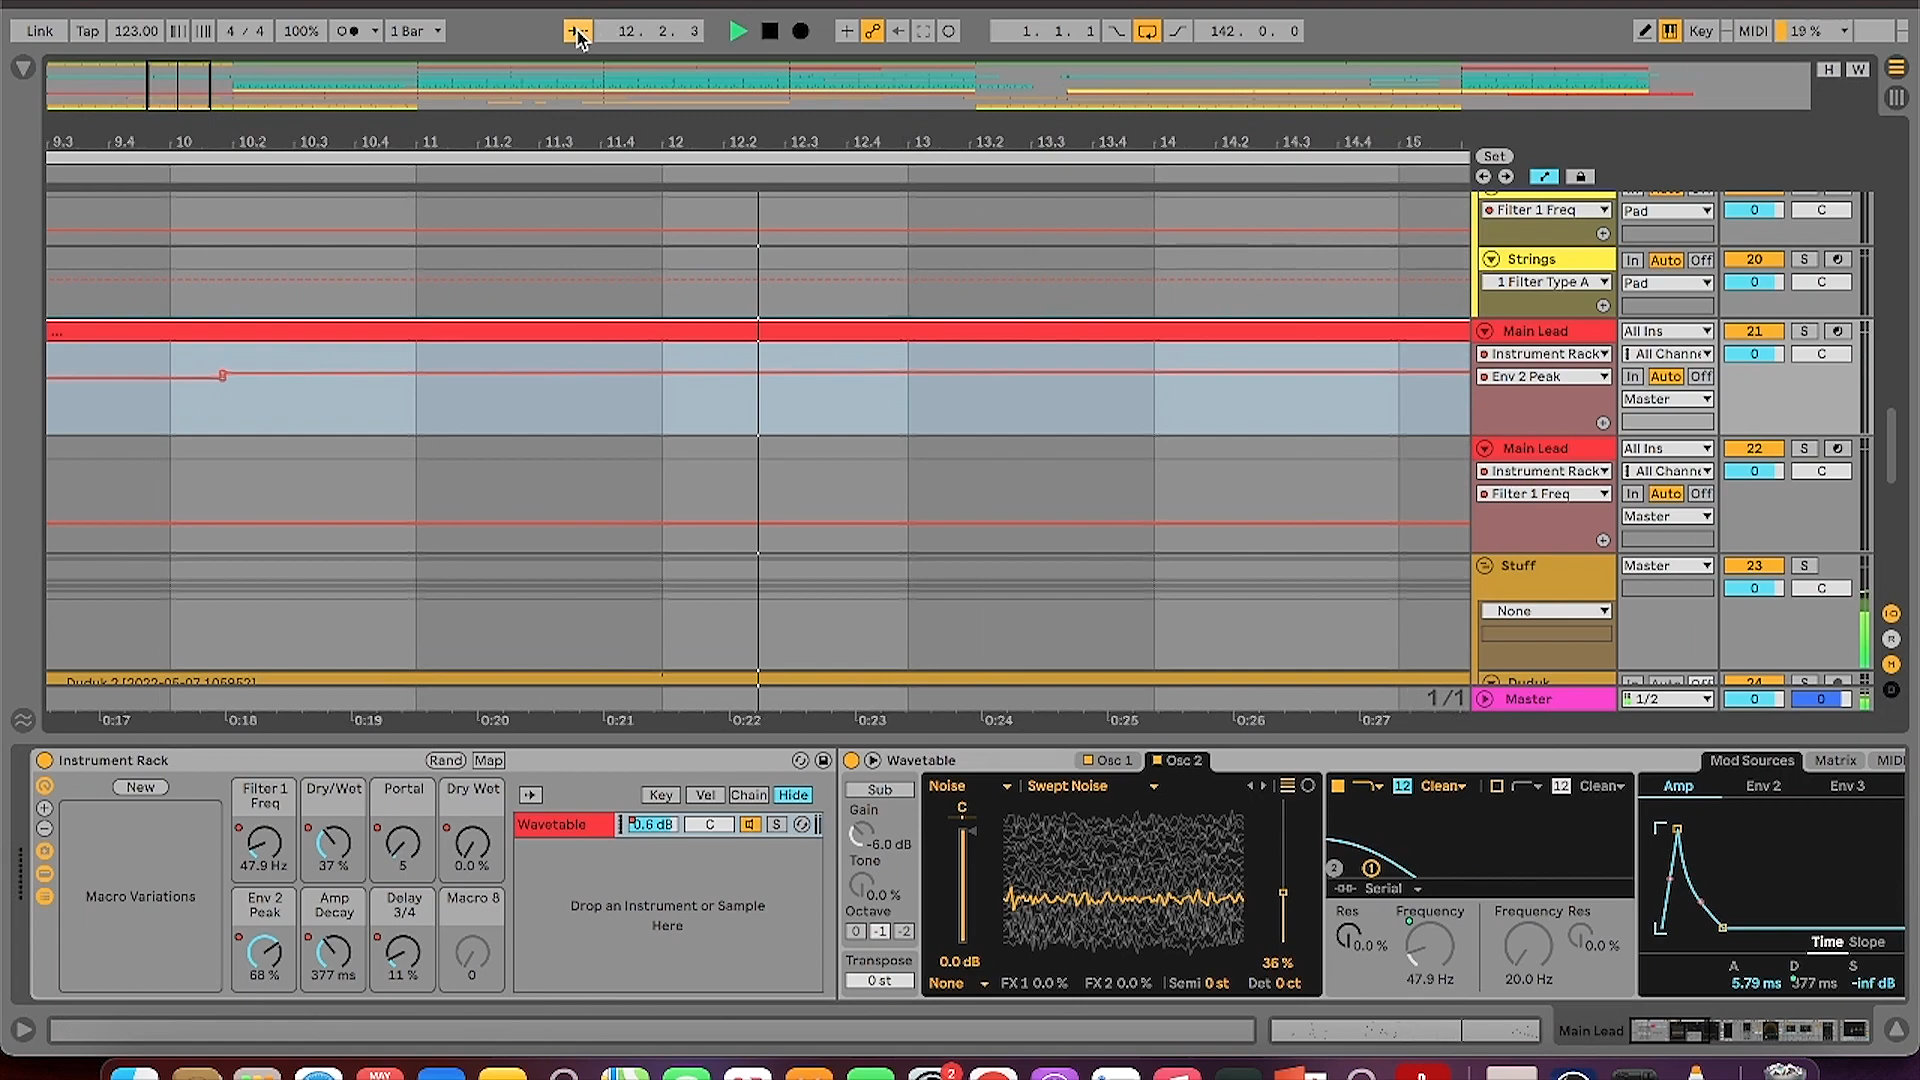 Link Tap 123.00 4 / 4 100% 1 Bar 12. 2. 3 1. 1. 1 142. 0. 0 Key MIDI 19 %
H W
9.3 9.4 10 10.2 10.3 10.4 11 11.2 11.3 11.4 12 12.2 12.3 12.4 13 13.2 13.3 13.4 14 14.2 14.3 14.4 15
Set
Filter 1 Freq Pad 0 C
Strings In Auto Off 20 S
1 Filter Type A Pad 0 C
... Main Lead All Ins 21 S
Instrument Rack All Channe 0 C
Env 2 Peak In Auto Off
Master
Main Lead All Ins 22 S
Instrument Rack All Channe 0 C
Filter 1 Freq In Auto Off
Master
Stuff Master 23 S
0 C
None
Duduk 2 [2022-05-07 105952] Duduk In Auto Off 24 S
1/1 Master 1/2 0 0
0:17 0:18 0:19 0:20 0:21 0:22 0:23 0:24 0:25 0:26 0:27
Instrument Rack Rand Map Wavetable Osc 1 Osc 2 Mod Sources Matrix MIDI
New Filter 1 Freq Dry/Wet Portal Dry Wet Key Vel Chain Hide
47.9 Hz 37 % 5 0.0 %
Wavetable 0.6 dB C S
Macro Variations
Env 2 Peak Amp Decay Delay 3/4 Macro 8
68 % 377 ms 11 % 0
Drop an Instrument or Sample
Here
Sub Noise Swept Noise 12 Clean 12 Clean Amp Env 2 Env 3
Gain C
-6.0 dB
Tone
0.0 % 2 1
Serial
Octave Res Frequency Frequency Res
0 -1 -2 0.0 % 0.0 %
Time Slope
Transpose 0.0 dB 36 % A D S
0 st None FX 1 0.0 % FX 2 0.0 % Semi 0 st Det 0 ct 47.9 Hz 20.0 Hz 5.79 ms 377 ms -inf dB
Main Lead
MAY 2